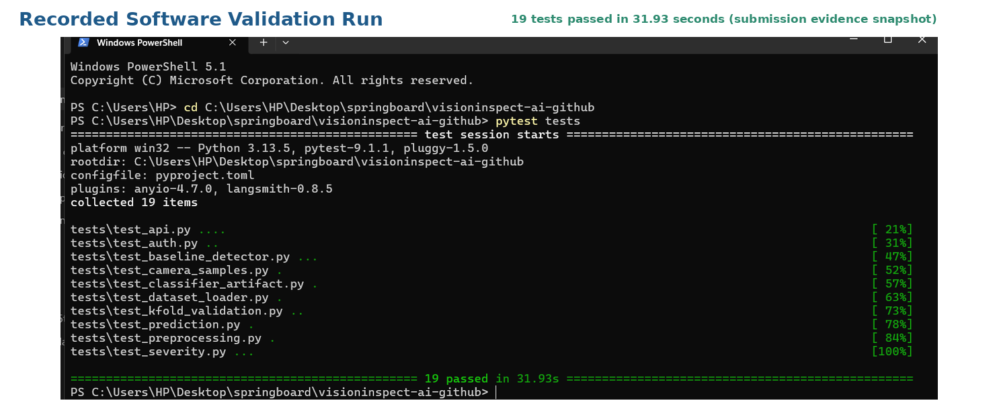 Recorded Software Validation Run
19 tests passed in 31.93 seconds (submission evidence snapshot)
Windows PowerShell
Windows PowerShell 5.1
Copyright (C) Microsoft Corporation. All rights reserved.
PS C:\Users\HP> cd C:\Users\HP\Desktop\springboard\visioninspect-ai-github
PS C:\Users\HP\Desktop\springboard\visioninspect-ai-github> pytest tests
================================================= test session starts =================================================
platform win32 -- Python 3.13.5, pytest-9.1.1, pluggy-1.5.0
rootdir: C:\Users\HP\Desktop\springboard\visioninspect-ai-github
configfile: pyproject.toml
plugins: anyio-4.7.0, langsmith-0.8.5
collected 19 items
tests\test_api.py .... [ 21%]
tests\test_auth.py .. [ 31%]
tests\test_baseline_detector.py ... [ 47%]
tests\test_camera_samples.py . [ 52%]
tests\test_classifier_artifact.py . [ 57%]
tests\test_dataset_loader.py . [ 63%]
tests\test_kfold_validation.py .. [ 73%]
tests\test_prediction.py . [ 78%]
tests\test_preprocessing.py . [ 84%]
tests\test_severity.py ... [100%]
================================================= 19 passed in 31.93s =================================================
PS C:\Users\HP\Desktop\springboard\visioninspect-ai-github>